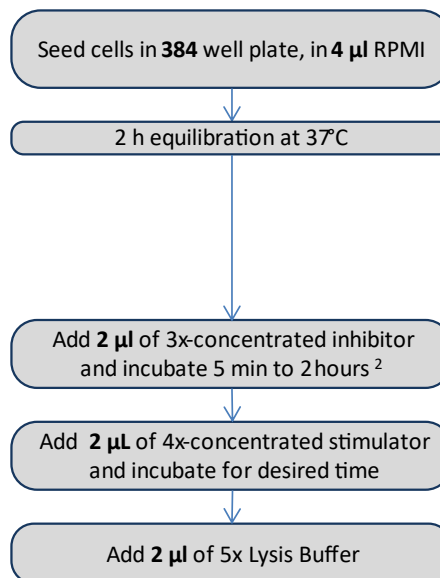 Seed cells in 384 well plate, in 4 µl RPMI
2 h equilibration at 37°C
Add 2 µl of 3x-concentrated inhibitor
and incubate 5 min to 2hours 2
Add 2 µL of 4x-concentrated stimulator
and incubate for desired time
Add 2 µl of 5x Lysis Buffer